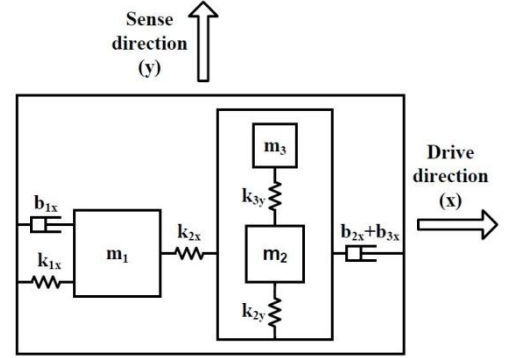 Sense
direction
(y)
m₃
Drive
direction
(x)
b₁ₓ
k₃y
k₂ₓ
b₂ₓ+b₃ₓ
m₁
m₂
k₁ₓ
k₂y